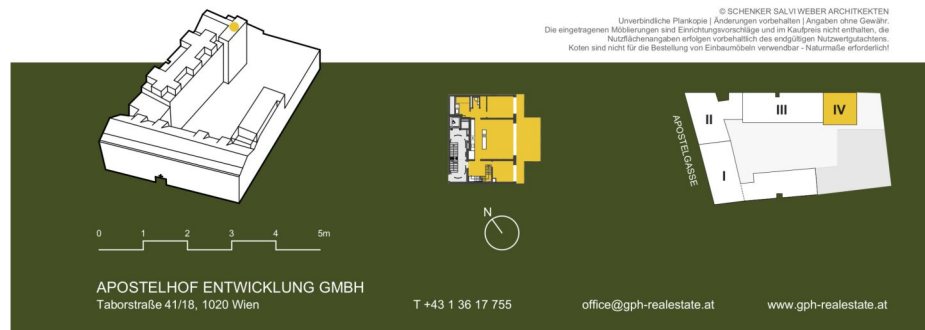 © SCHENKER SALVI WEBER ARCHITKEKTEN
Unverbindliche Plankopie | Änderungen vorbehalten | Angaben ohne Gewähr.
Die eingetragenen Möblierungen sind Einrichtungsvorschläge und im Kaufpreis nicht enthalten, die
Nutzflächenangaben erfolgen vorbehaltlich des endgültigen Nutzwertgutachtens.
Koten sind nicht für die Bestellung von Einbaumöbeln verwendbar - Naturmaße erforderlich!
II
III
IV
APOSTELGASSE
I
N
0 1 2 3 4 5m
APOSTELHOF ENTWICKLUNG GMBH
Taborstraße 41/18, 1020 Wien
T +43 1 36 17 755
office@gph-realestate.at
www.gph-realestate.at